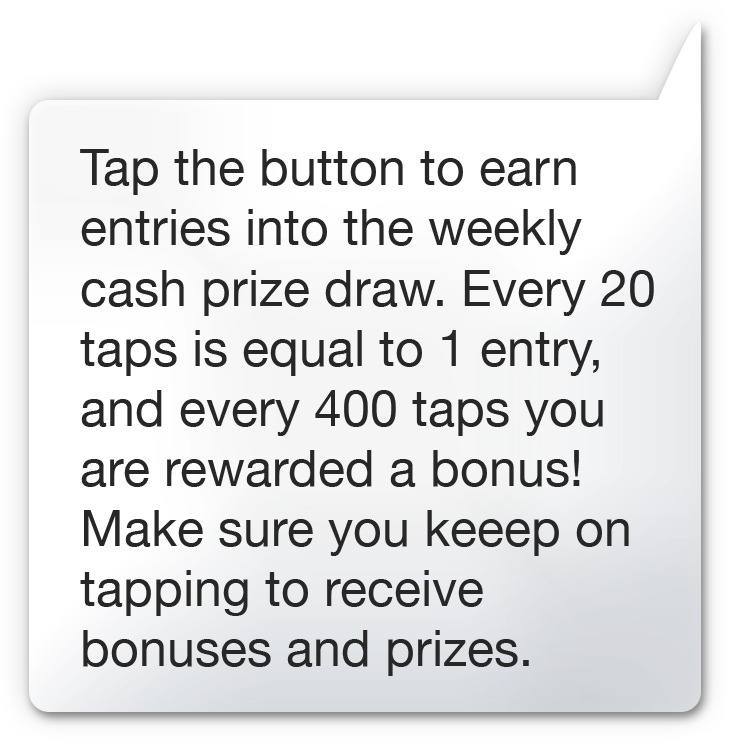 Tap the button to earn
entries into the weekly
cash prize draw. Every 20
taps is equal to 1 entry,
and every 400 taps you
are rewarded a bonus!
Make sure you keeep on
tapping to receive
bonuses and prizes.